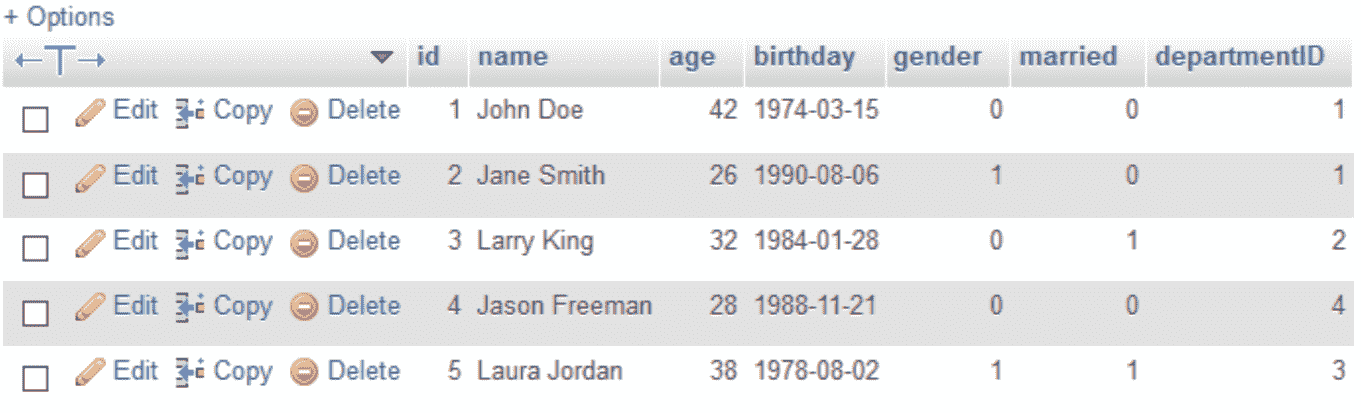 + Options
←T→ ▼ id name age birthday gender married departmentID
Edit Copy Delete 1 John Doe 42 1974-03-15 0 0 1
Edit Copy Delete 2 Jane Smith 26 1990-08-06 1 0 1
Edit Copy Delete 3 Larry King 32 1984-01-28 0 1 2
Edit Copy Delete 4 Jason Freeman 28 1988-11-21 0 0 4
Edit Copy Delete 5 Laura Jordan 38 1978-08-02 1 1 3